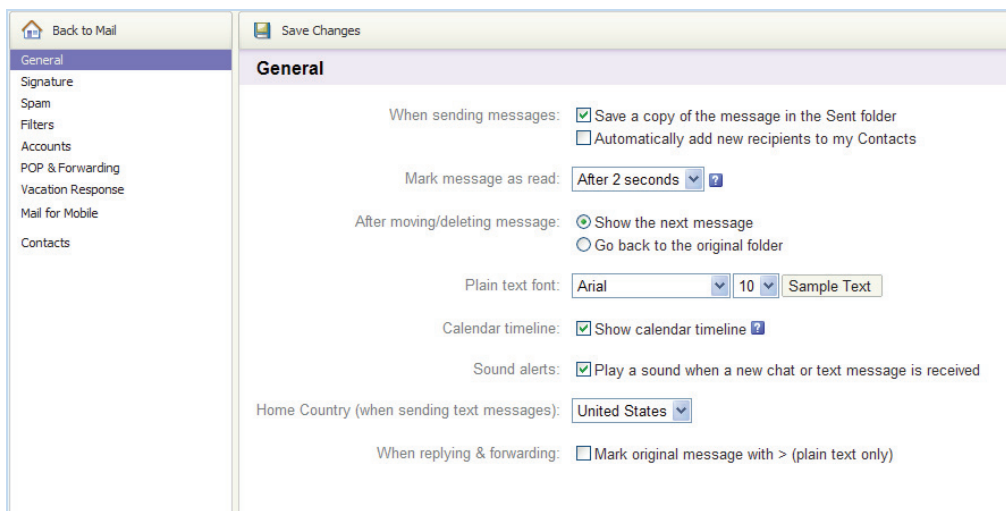 Back to Mail
General
Signature
Spam
Filters
Accounts
POP & Forwarding
Vacation Response
Mail for Mobile
Contacts
Save Changes
General
When sending messages: Save a copy of the message in the Sent folder
Automatically add new recipients to my Contacts
Mark message as read: After 2 seconds ?
After moving/deleting message: Show the next message
Go back to the original folder
Plain text font: Arial 10 Sample Text
Calendar timeline: Show calendar timeline ?
Sound alerts: Play a sound when a new chat or text message is received
Home Country (when sending text messages): United States
When replying & forwarding: Mark original message with > (plain text only)